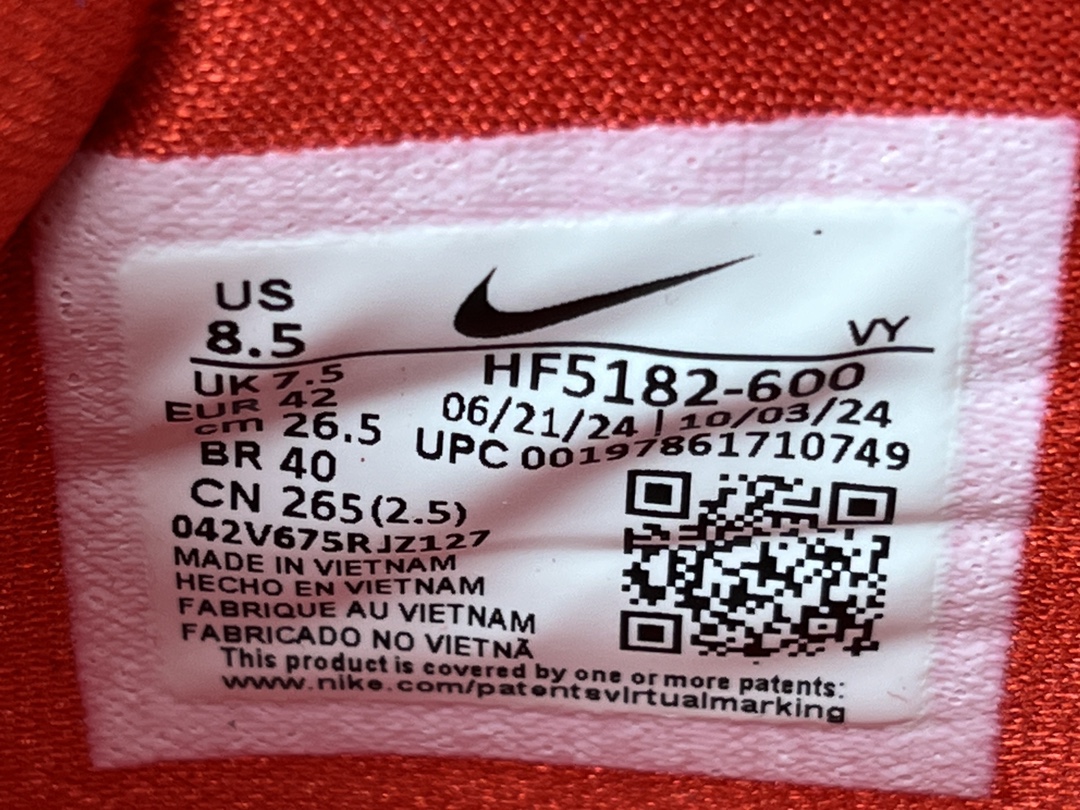 US
8.5
VY
UK 7.5
EUR 42
cm 26.5
BR 40
CN 265(2.5)
HF5182-600
06/21/24 | 10/03/24
UPC 001978617​10749
042V675RJZ127
MADE IN VIETNAM
HECHO EN VIETNAM
FABRIQUE AU VIETNAM
FABRICADO NO VIETNÃ
This product is covered by one or more patents:
www.nike.com/patentsvirtualmarking